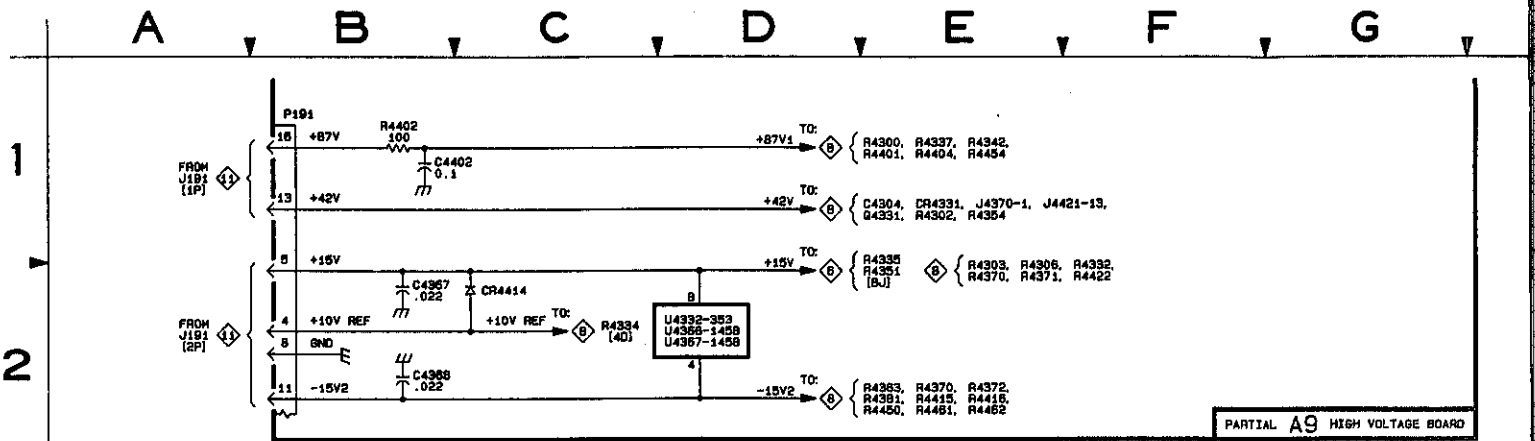 A B C D E F G
1
2
P191
FROM
J191
[1P]
11
16 +87V
R4402
100
C4402
0.1
+87V1
TO:
8
R4300, R4337, R4342,
R4401, R4404, R4454
13 +42V
+42V
TO:
8
C4304, CR4331, J4370-1, J4421-13,
Q4331, R4302, R4354
FROM
J191
[2P]
11
5 +15V
C4367
.022
CR4414
+15V
TO:
8
R4335
R4351
[8J]
8
R4303, R4306, R4332,
R4370, R4371, R4422
4 +10V REF
+10V REF
TO:
8
R4334
[4D]
8
U4332-353
U4366-1458
U4367-1458
4
8 GND
C4368
.022
11 -15V2
-15V2
TO:
8
R4363, R4370, R4372,
R4381, R4415, R4416,
R4450, R4461, R4462
PARTIAL A9 HIGH VOLTAGE BOARD